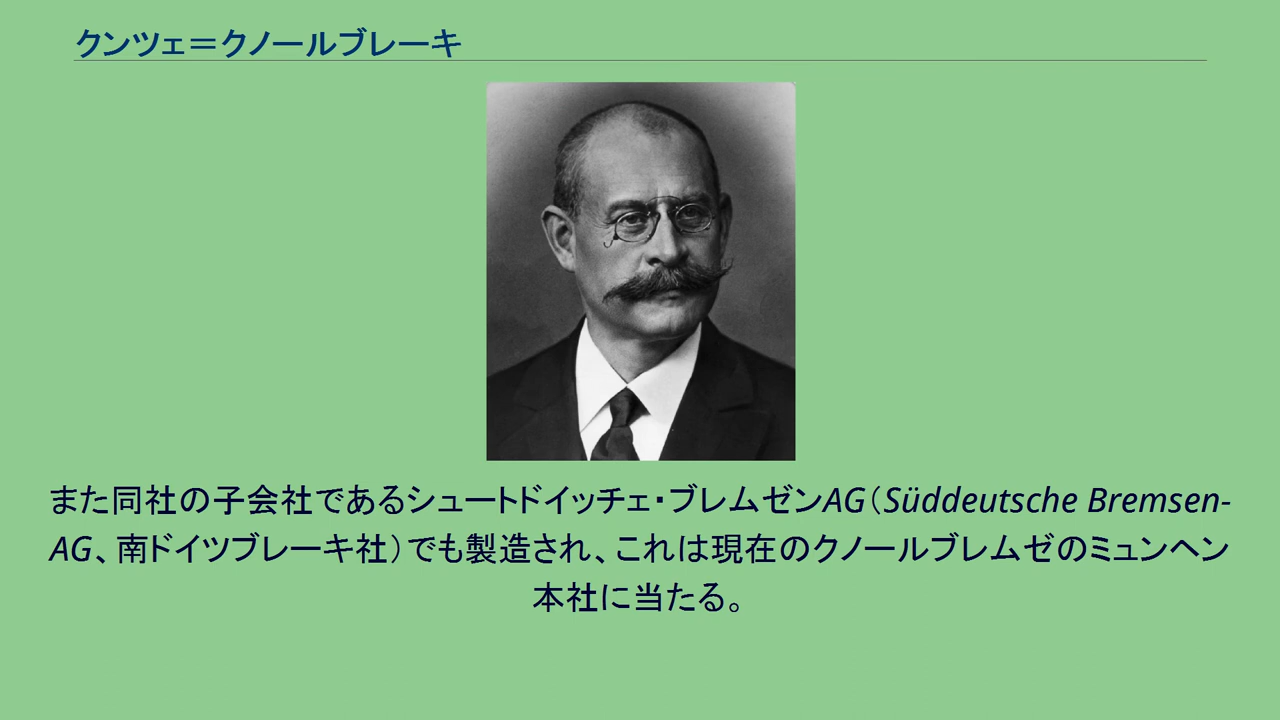 クンツェ＝クノールブレーキ
また同社の子会社であるシュートドイッチェ・ブレムゼンAG（Süddeutsche Bremsen-
AG、南ドイツブレーキ社）でも製造され、これは現在のクノールブレムゼのミュンヘン
本社に当たる。